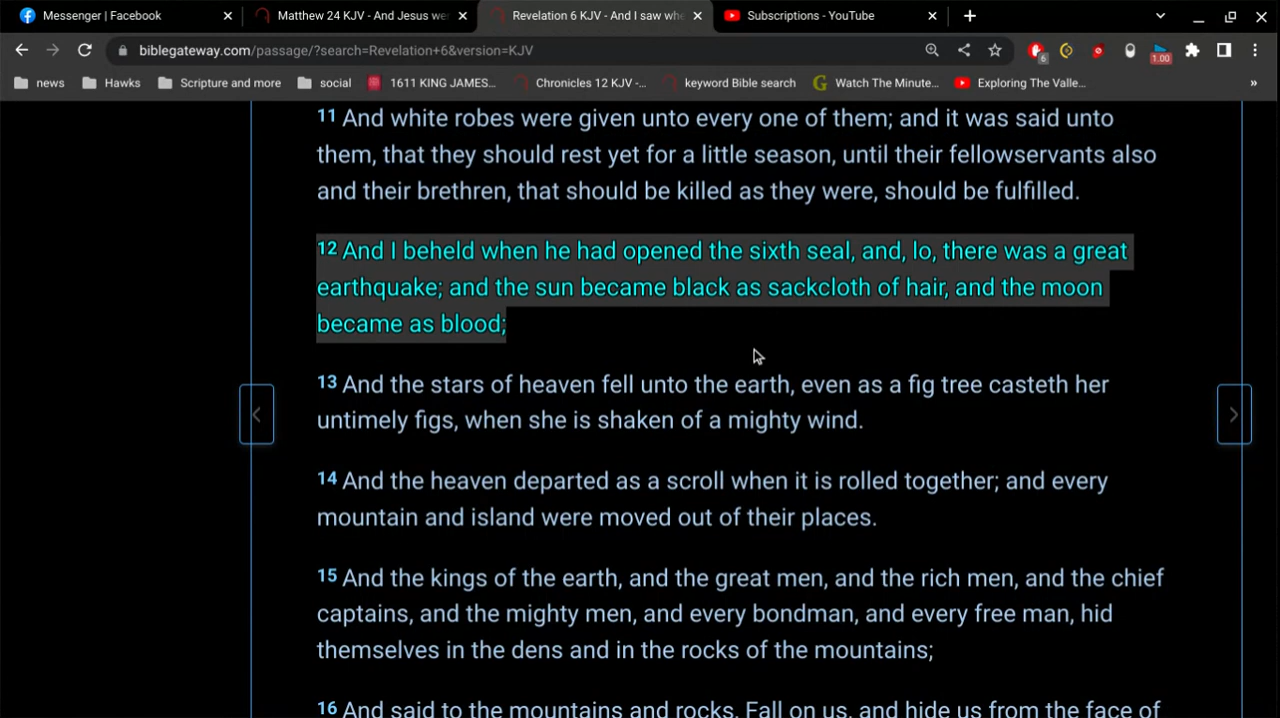 Messenger | Facebook
Matthew 24 KJV - And Jesus wer
Revelation 6 KJV - And I saw whe
Subscriptions - YouTube
biblegateway.com/passage/?search=Revelation+6&version=KJV
6
1.00
news
Hawks
Scripture and more
social
1611 KING JAMES...
Chronicles 12 KJV -...
keyword Bible search
Watch The Minute...
Exploring The Valle...
»
11 And white robes were given unto every one of them; and it was said unto
them, that they should rest yet for a little season, until their fellowservants also
and their brethren, that should be killed as they were, should be fulfilled.
12 And I beheld when he had opened the sixth seal, and, lo, there was a great
earthquake; and the sun became black as sackcloth of hair, and the moon
became as blood;
13 And the stars of heaven fell unto the earth, even as a fig tree casteth her
untimely figs, when she is shaken of a mighty wind.
14 And the heaven departed as a scroll when it is rolled together; and every
mountain and island were moved out of their places.
15 And the kings of the earth, and the great men, and the rich men, and the chief
captains, and the mighty men, and every bondman, and every free man, hid
themselves in the dens and in the rocks of the mountains;
16 And said to the mountains and rocks, Fall on us, and hide us from the face of